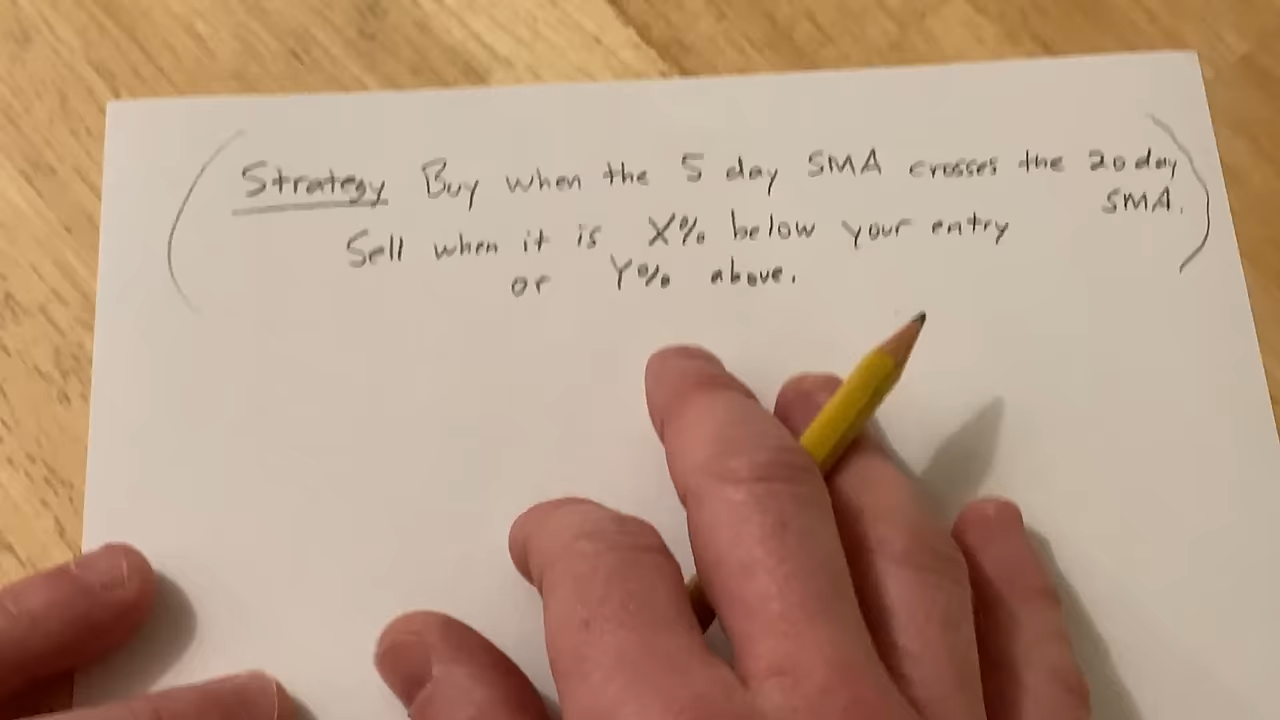 Strategy Buy when the 5 day SMA crosses the 20 day
SMA.
Sell when it is X% below your entry
or Y% above.